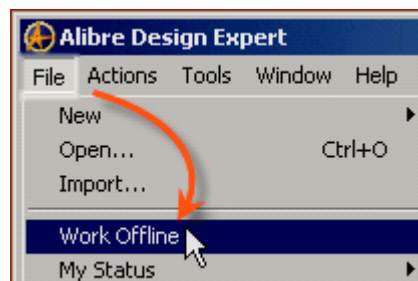 Alibre Design Expert
File Actions Tools Window Help
New
Open... Ctrl+O
Import...
Work Offline
My Status